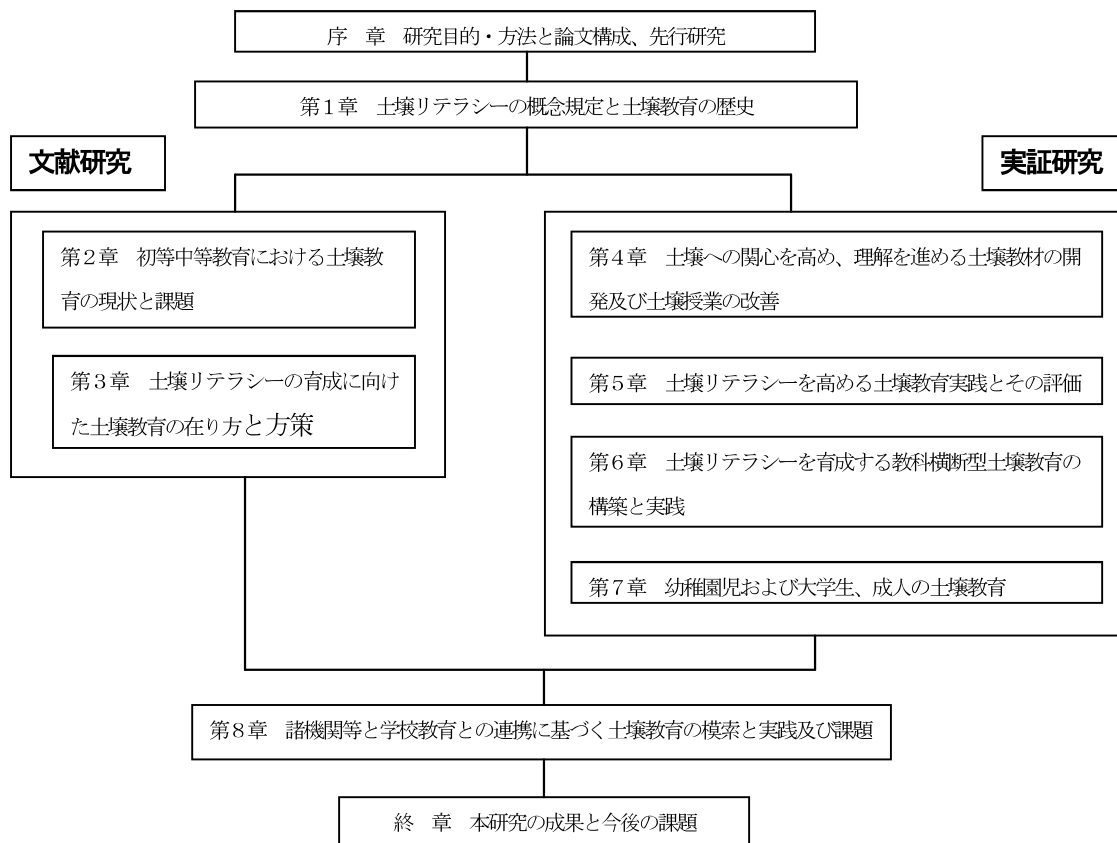 序　章　研究目的・方法と論文構成、先行研究
第１章　土壌リテラシーの概念規定と土壌教育の歴史
文献研究
実証研究
第２章　初等中等教育における土壌教
育の現状と課題
第３章　土壌リテラシーの育成に向け
た土壌教育の在り方と方策
第４章　土壌への関心を高め、理解を進める土壌教材の開
発及び土壌授業の改善
第５章　土壌リテラシーを高める土壌教育実践とその評価
第６章　土壌リテラシーを育成する教科横断型土壌教育の
構築と実践
第７章　幼稚園児および大学生、成人の土壌教育
第８章　諸機関等と学校教育との連携に基づく土壌教育の模索と実践及び課題
終　章　本研究の成果と今後の課題